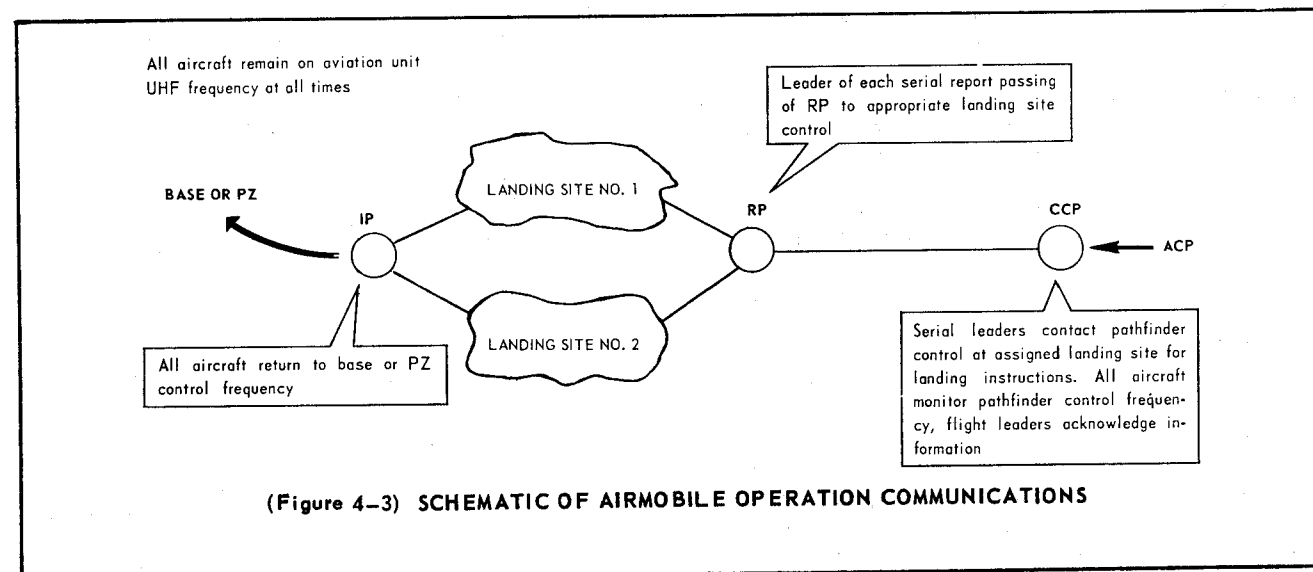 All aircraft remain on aviation unit
UHF frequency at all times
Leader of each serial report passing
of RP to appropriate landing site
control
BASE OR PZ
IP
LANDING SITE NO. 1
RP
CCP
ACP
LANDING SITE NO. 2
All aircraft return to base or PZ
control frequency
Serial leaders contact pathfinder
control at assigned landing site for
landing instructions. All aircraft
monitor pathfinder control frequen-
cy, flight leaders acknowledge in-
formation
(Figure 4–3) SCHEMATIC OF AIRMOBILE OPERATION COMMUNICATIONS